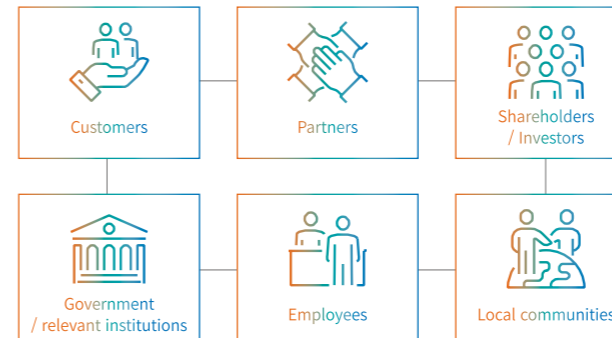 Customers
Partners
Shareholders
/ Investors
Government
/ relevant institutions
Employees
Local communities